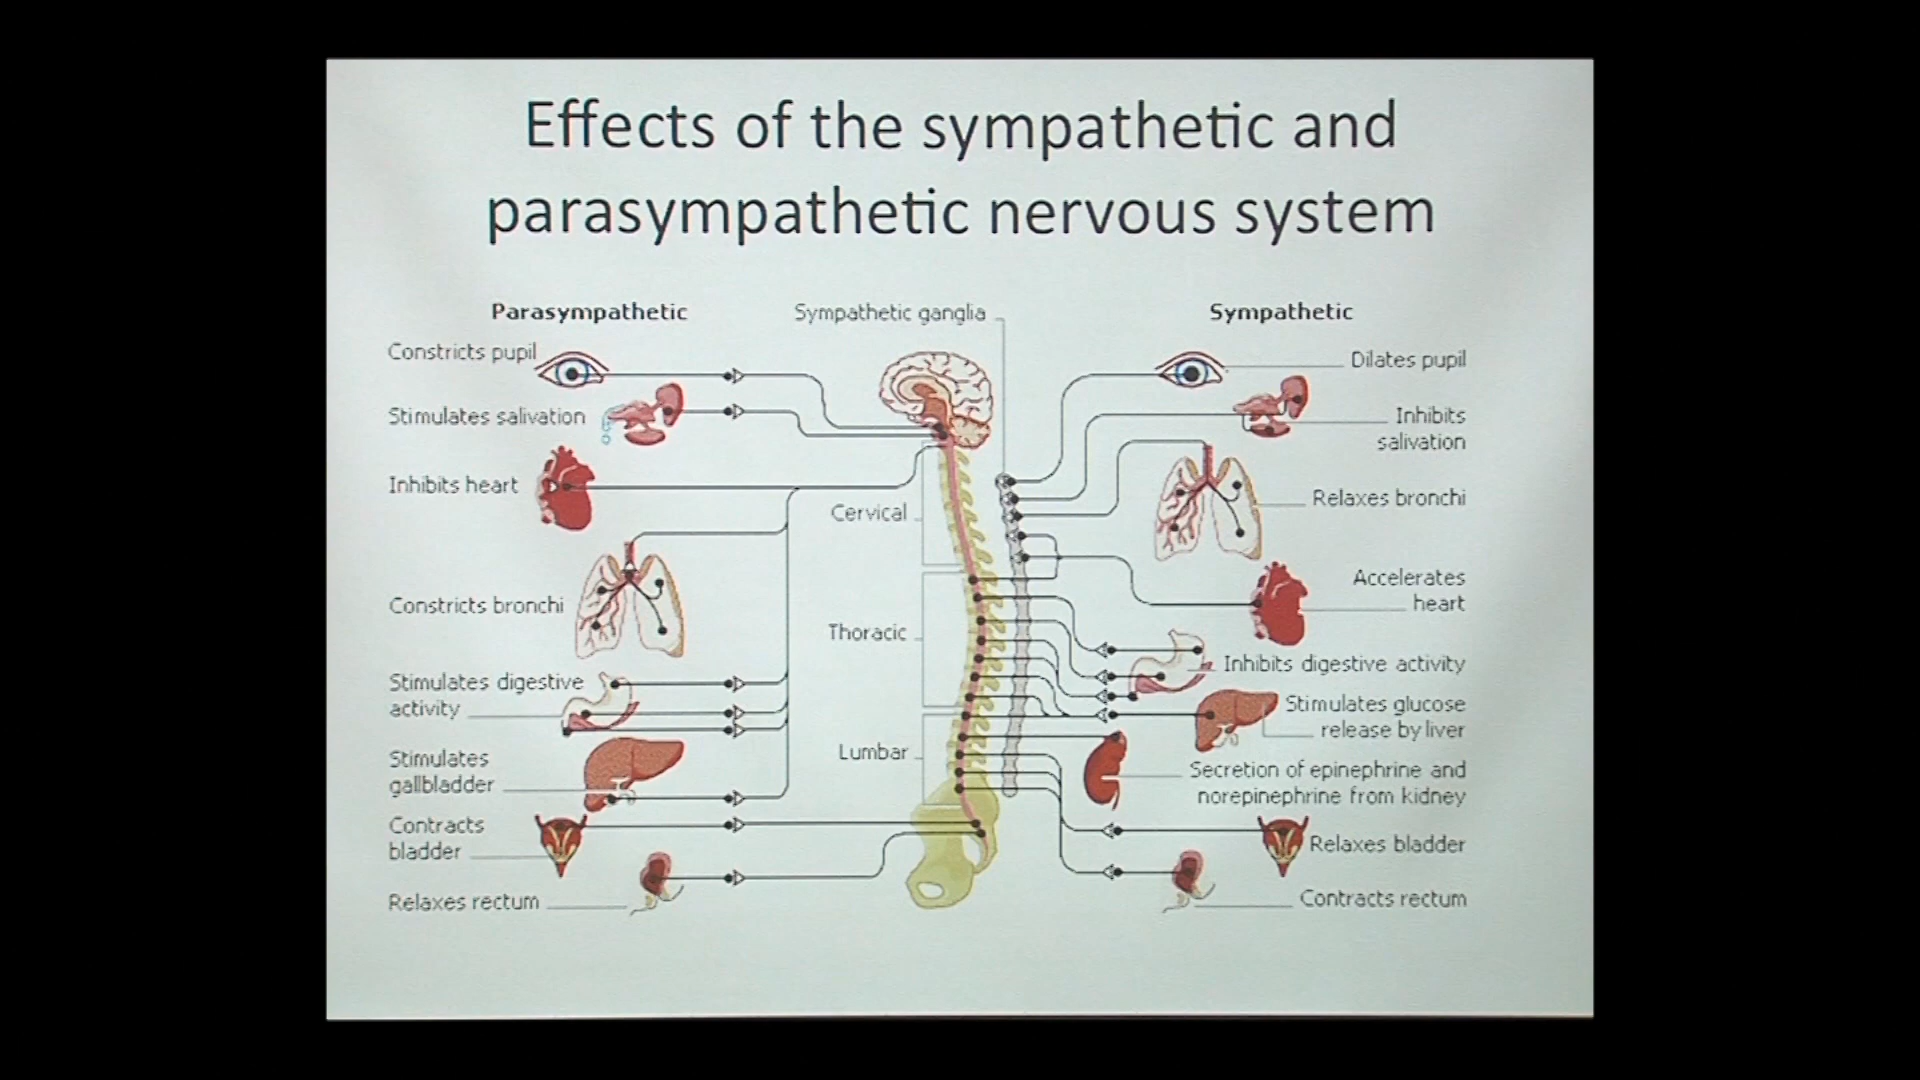 Effects of the sympathetic and
parasympathetic nervous system
Parasympathetic
Sympathetic ganglia
Sympathetic
Constricts pupil
Stimulates salivation
Inhibits heart
Constricts bronchi
Stimulates digestive
activity
Stimulates
gallbladder
Contracts
bladder
Relaxes rectum
Cervical
Thoracic
Lumbar
Dilates pupil
Inhibits
salivation
Relaxes bronchi
Accelerates
heart
Inhibits digestive activity
Stimulates glucose
release by liver
Secretion of epinephrine and
norepinephrine from kidney
Relaxes bladder
Contracts rectum